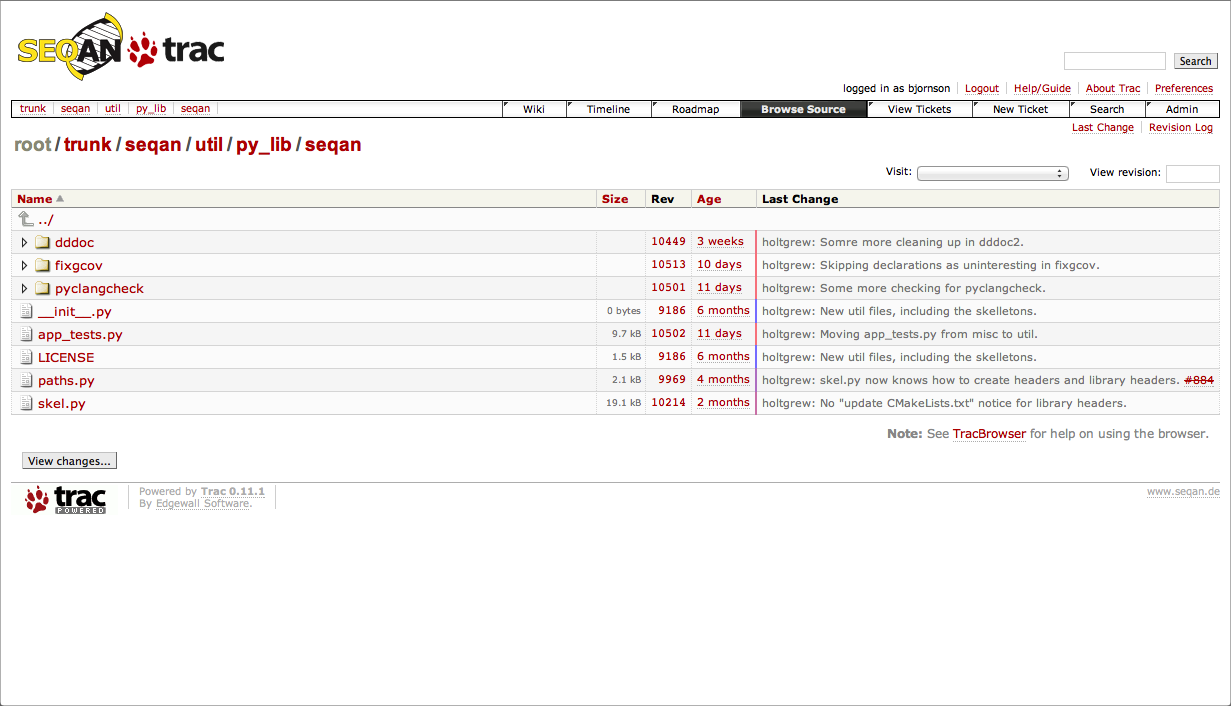 SEQAN trac
Search
logged in as bjornson Logout Help/Guide About Trac Preferences
trunk seqan util py_lib seqan
Wiki Timeline Roadmap Browse Source View Tickets New Ticket Search Admin
Last Change Revision Log
root / trunk / seqan / util / py_lib / seqan
Visit: View revision:
Name Size Rev Age Last Change
../
dddoc 10449 3 weeks holtgrew: Somre more cleaning up in dddoc2.
fixgcov 10513 10 days holtgrew: Skipping declarations as uninteresting in fixgcov.
pyclangcheck 10501 11 days holtgrew: Some more checking for pyclangcheck.
__init__.py 0 bytes 9186 6 months holtgrew: New util files, including the skelletons.
app_tests.py 9.7 kB 10502 11 days holtgrew: Moving app_tests.py from misc to util.
LICENSE 1.5 kB 9186 6 months holtgrew: New util files, including the skelletons.
paths.py 2.1 kB 9969 4 months holtgrew: skel.py now knows how to create headers and library headers. #884
skel.py 19.1 kB 10214 2 months holtgrew: No "update CMakeLists.txt" notice for library headers.
Note: See TracBrowser for help on using the browser.
View changes...
trac POWERED
Powered by Trac 0.11.1
By Edgewall Software.
www.seqan.de